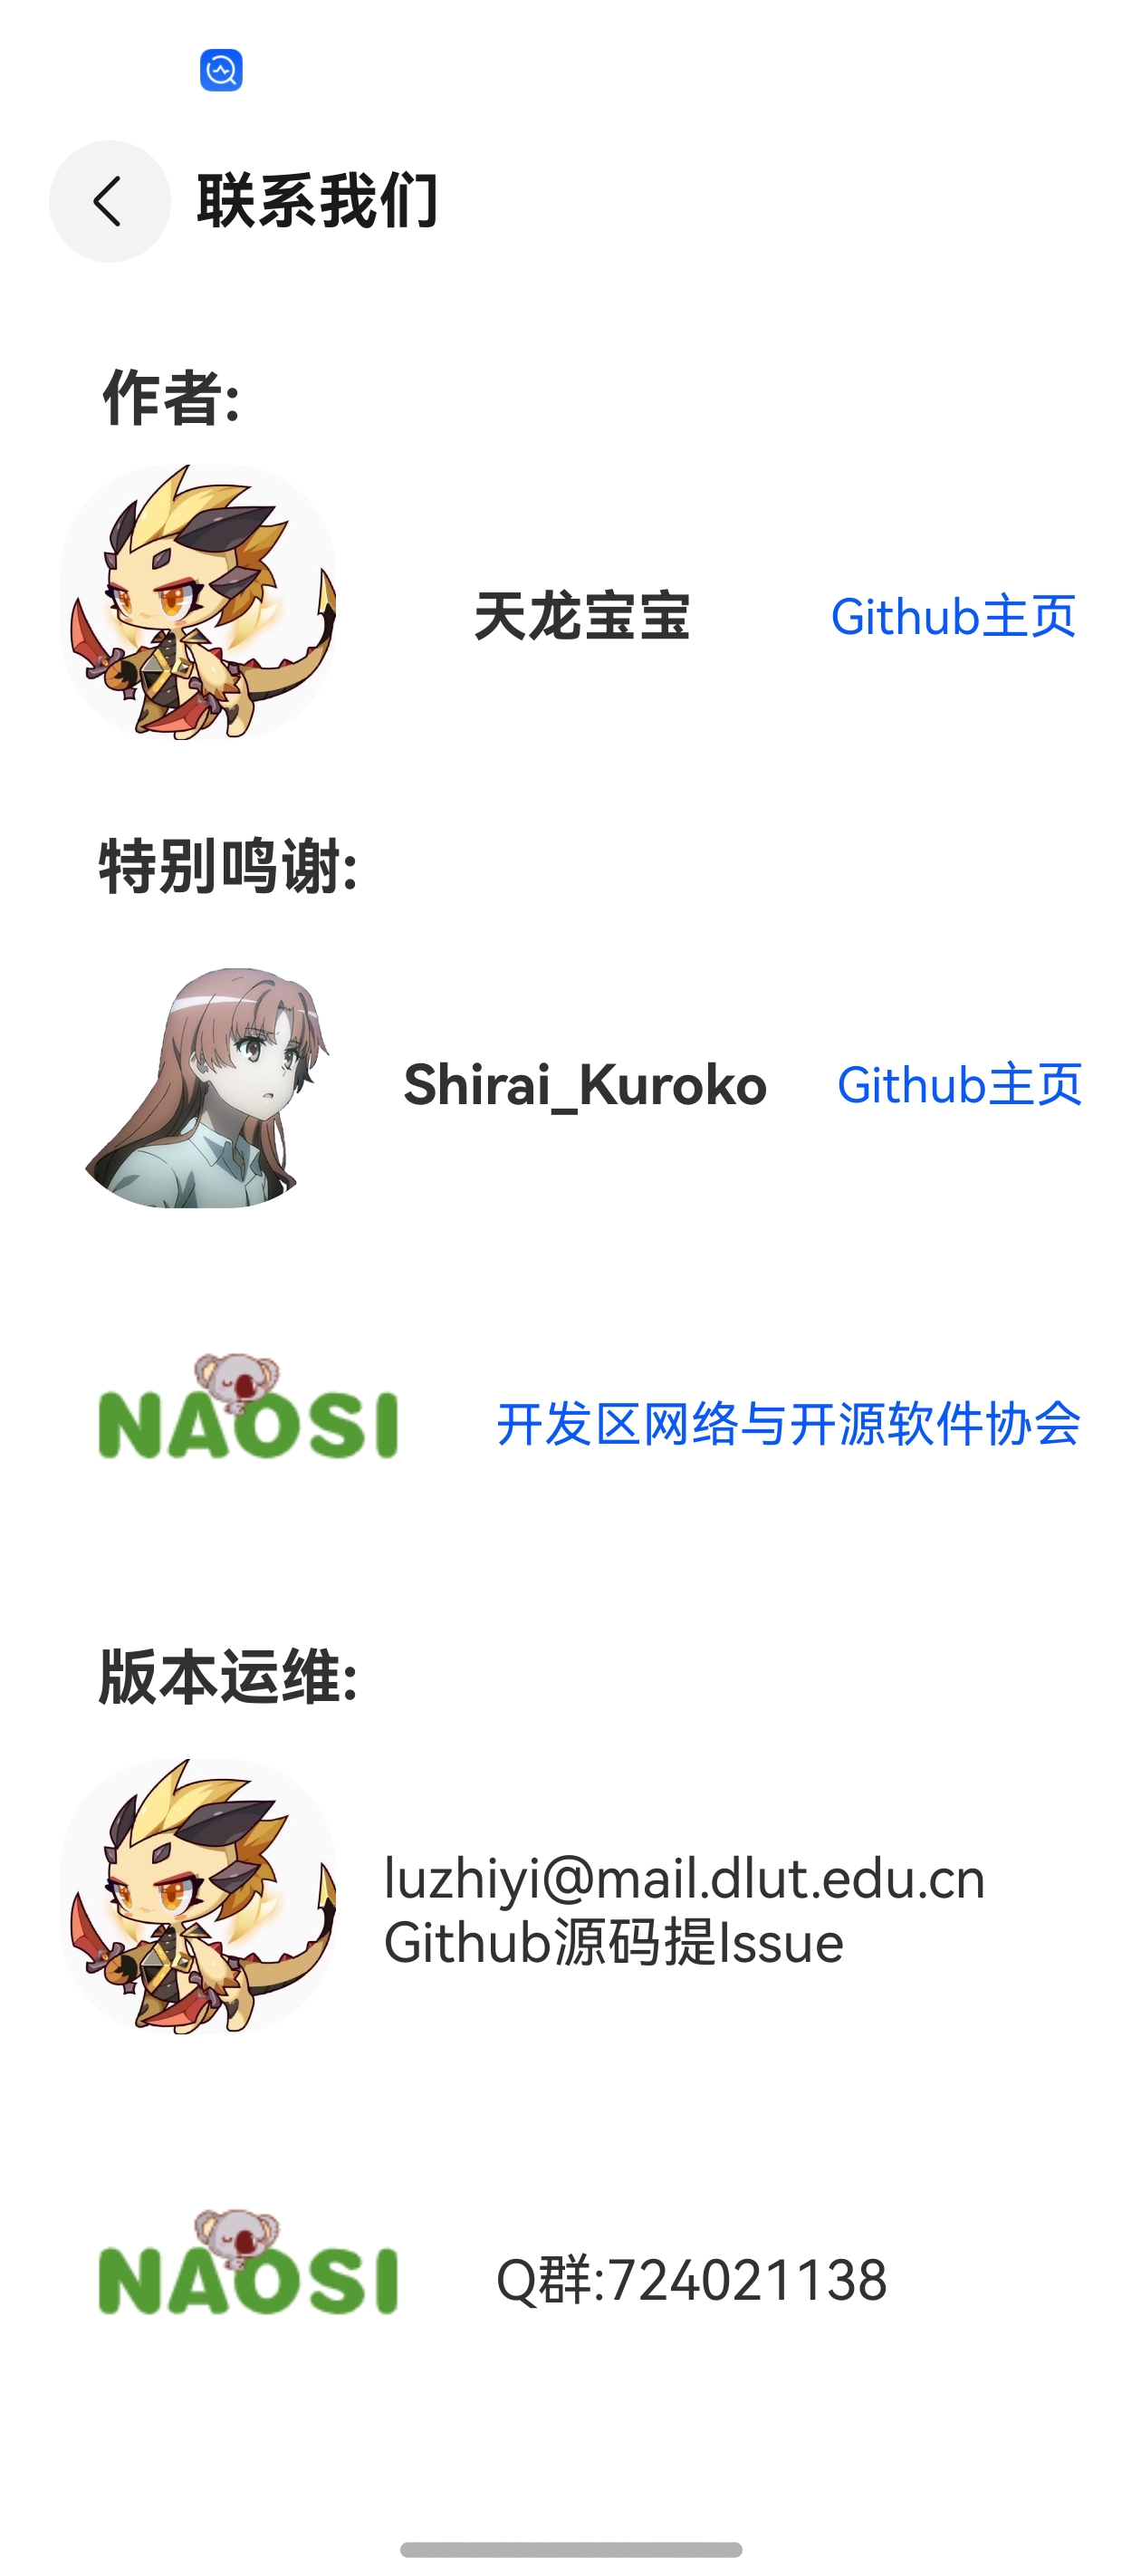 联系我们
作者:
天龙宝宝
Github主页
特别鸣谢:
Shirai_Kuroko
Github主页
NAOSI
开发区网络与开源软件协会
版本运维:
luzhiyi@mail.dlut.edu.cn
Github源码提Issue
NAOSI
Q群:724021138